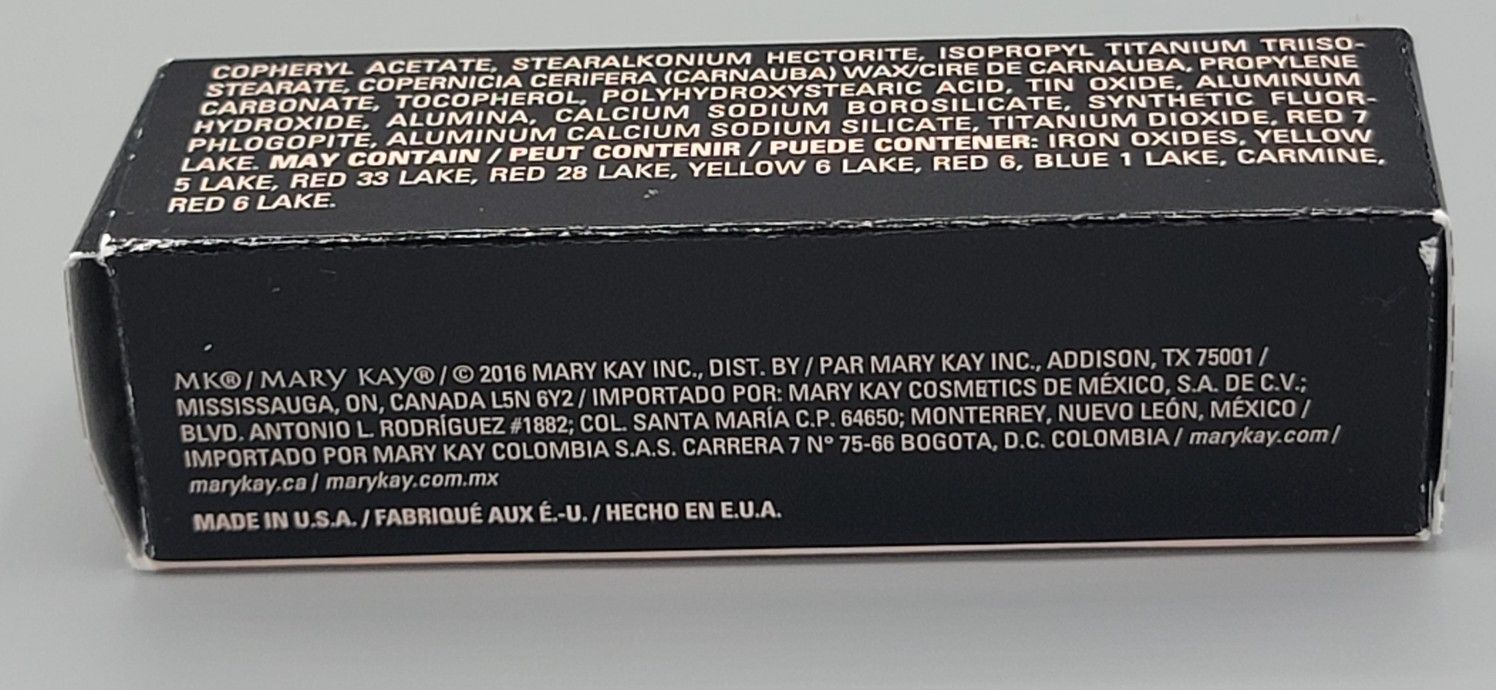 COPHERYL ACETATE, STEARALKONIUM HECTORITE, ISOPROPYL TITANIUM TRIISO-
STEARATE, COPERNICIA CERIFERA (CARNAUBA) WAX/CIRE DE CARNAUBA, PROPYLENE
CARBONATE, TOCOPHEROL, POLYHYDROXYSTEARIC ACID, TIN OXIDE, ALUMINUM
HYDROXIDE, ALUMINA, CALCIUM SODIUM BOROSILICATE, SYNTHETIC FLUOR-
PHLOGOPITE, ALUMINUM CALCIUM SODIUM SILICATE, TITANIUM DIOXIDE, RED 7
LAKE. MAY CONTAIN / PEUT CONTENIR / PUEDE CONTENER: IRON OXIDES, YELLOW
5 LAKE, RED 33 LAKE, RED 28 LAKE, YELLOW 6 LAKE, RED 6, BLUE 1 LAKE, CARMINE,
RED 6 LAKE.
MK® / MARY KAY® / © 2016 MARY KAY INC., DIST. BY / PAR MARY KAY INC., ADDISON, TX 75001 /
MISSISSAUGA, ON, CANADA L5N 6Y2 / IMPORTADO POR: MARY KAY COSMETICS DE MÉXICO, S.A. DE C.V.;
BLVD. ANTONIO L. RODRÍGUEZ #1882; COL. SANTA MARÍA C.P. 64650; MONTERREY, NUEVO LEÓN, MÉXICO /
IMPORTADO POR MARY KAY COLOMBIA S.A.S. CARRERA 7 N° 75-66 BOGOTA, D.C. COLOMBIA / marykay.com /
marykay.ca / marykay.com.mx
MADE IN U.S.A. / FABRIQUÉ AUX É.-U. / HECHO EN E.U.A.